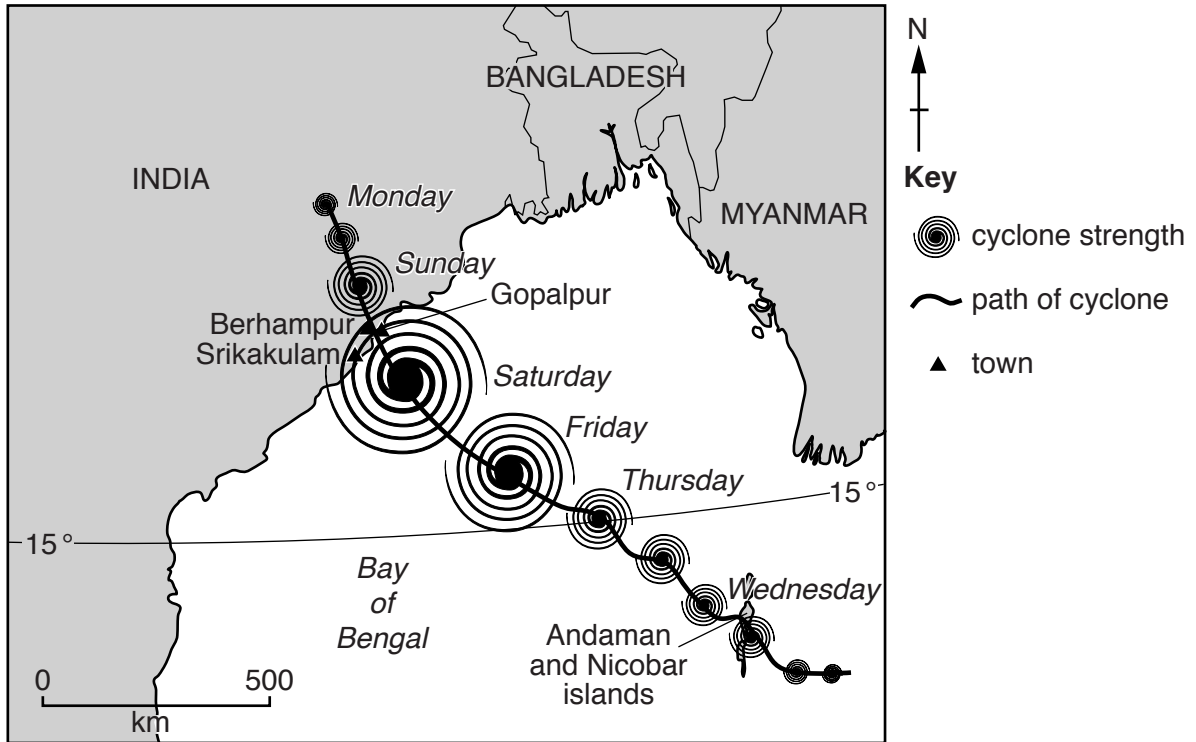 BANGLADESH
INDIA
Monday
MYANMAR
Sunday
Gopalpur
Berhampur
Srikakulam
Saturday
Friday
Thursday
15°
15°
Bay
of
Bengal
Wednesday
Andaman
and Nicobar
islands
0 500
km
N
Key
cyclone strength
path of cyclone
town